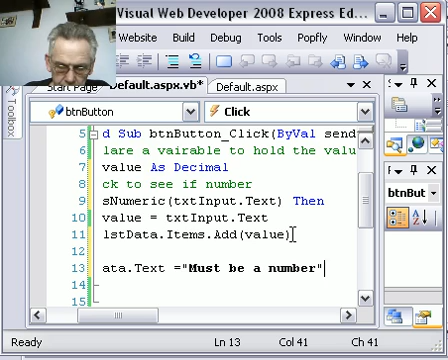 Visual Web Developer 2008 Express Ed
Website Build Debug Tools Popfly Window
Start Page Default.aspx.vb* Default.aspx
Toolbox
btnButton Click
5 d Sub btnButton_Click(ByVal send
6 lare a vairable to hold the valu
7 value As Decimal
8 ck to see if number
9 sNumeric(txtInput.Text) Then
10 value = txtInput.Text
11 lstData.Items.Add(value)
12
13 ata.Text ="Must be a number"
14
15
btnBut
Ready Ln 13 Col 41 Ch 41